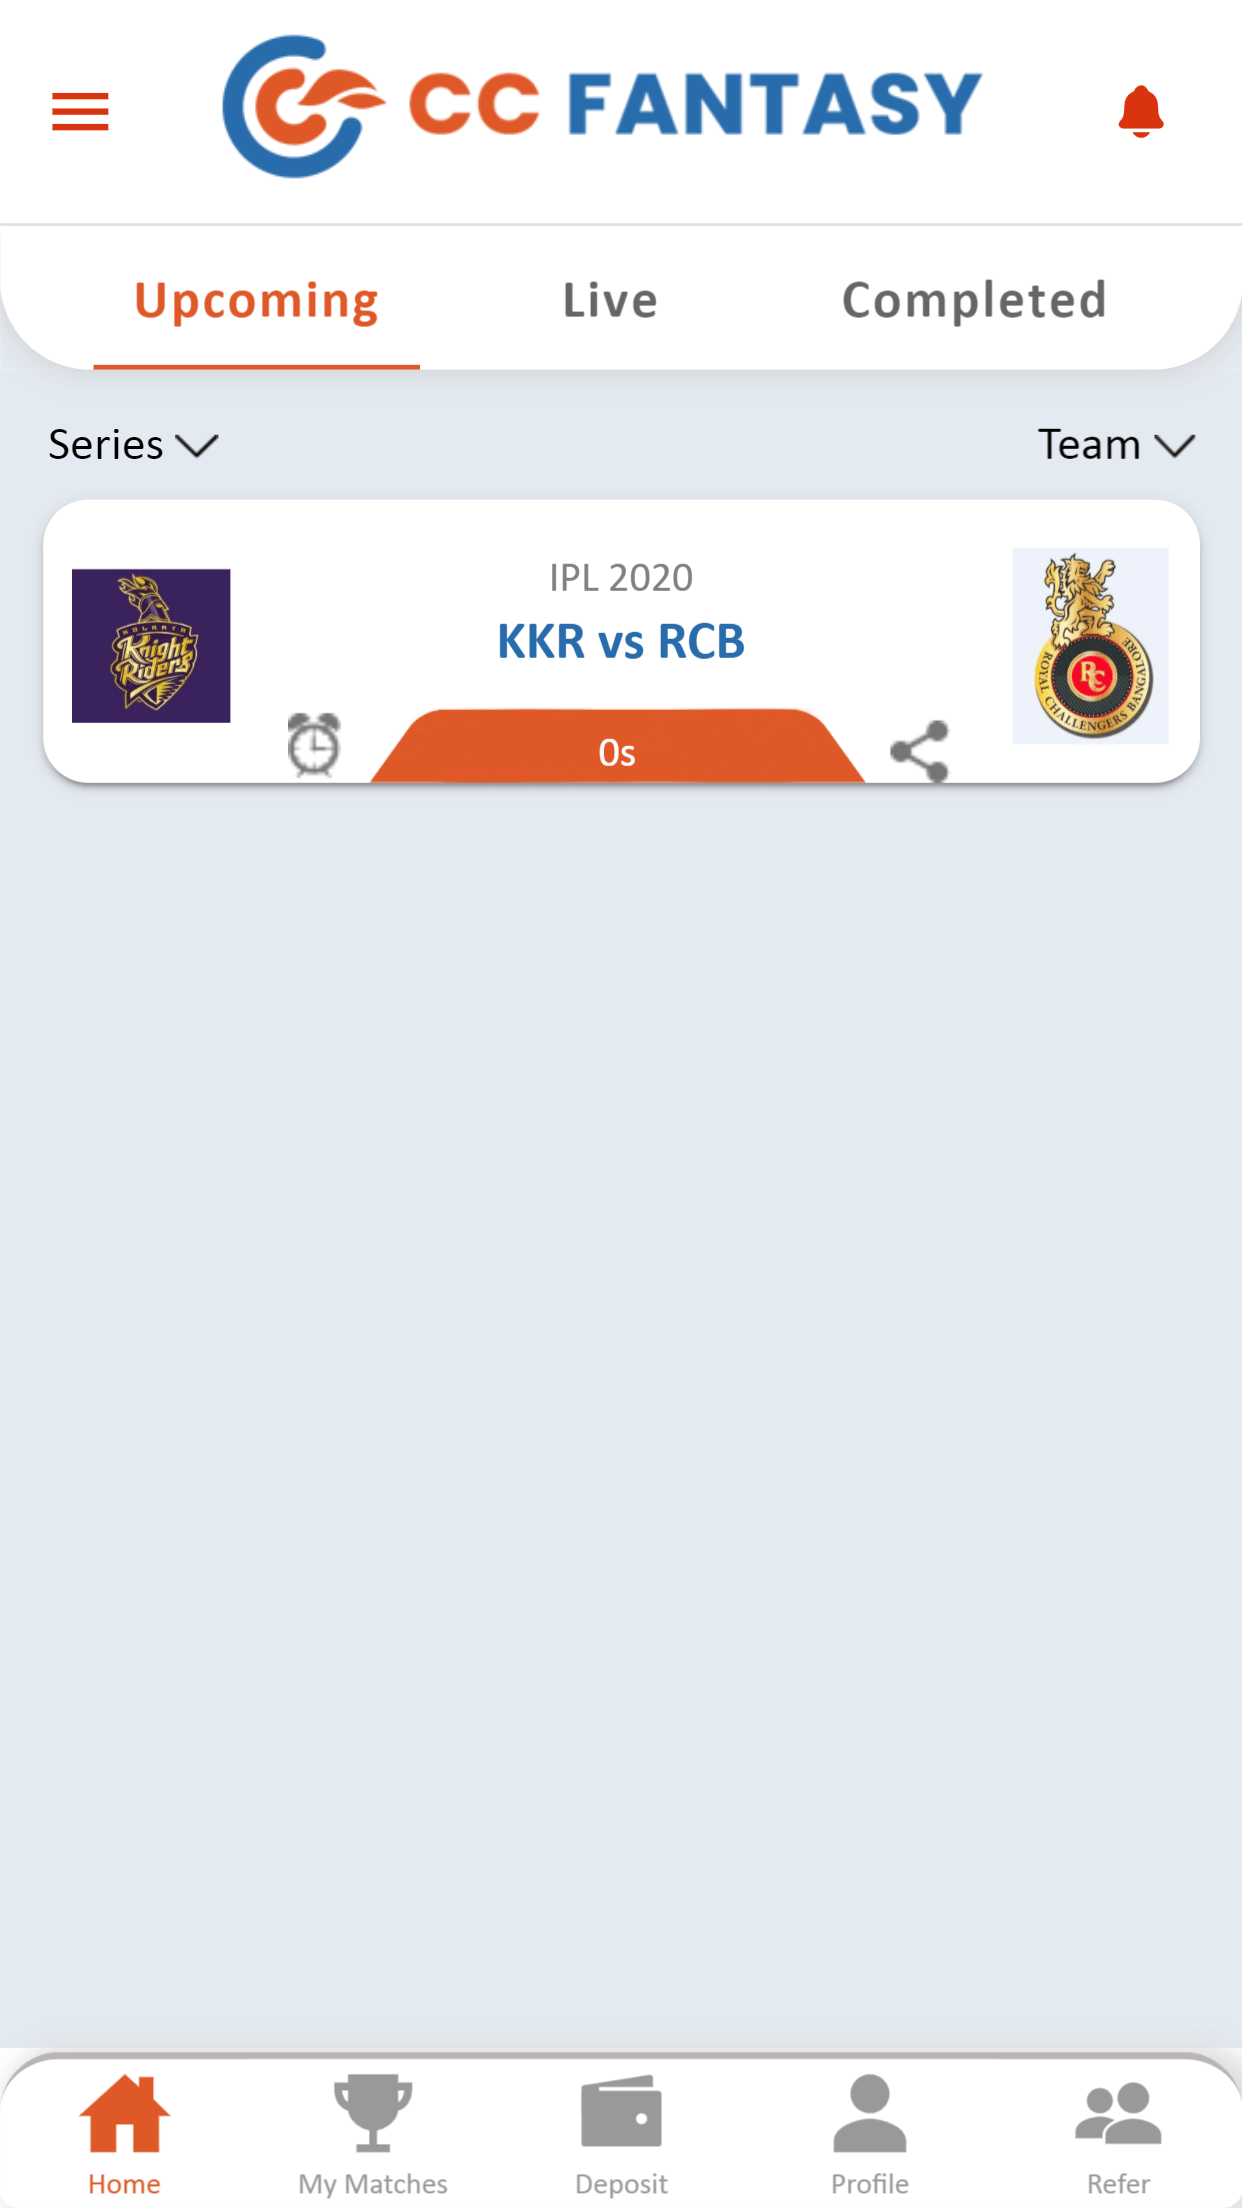 CC FANTASY
Upcoming Live Completed
Series Team
IPL 2020
KKR vs RCB
KOLKATA
Knight
Riders
ROYAL CHALLENGERS BANGALORE
RC
0s
Home My Matches Deposit Profile Refer